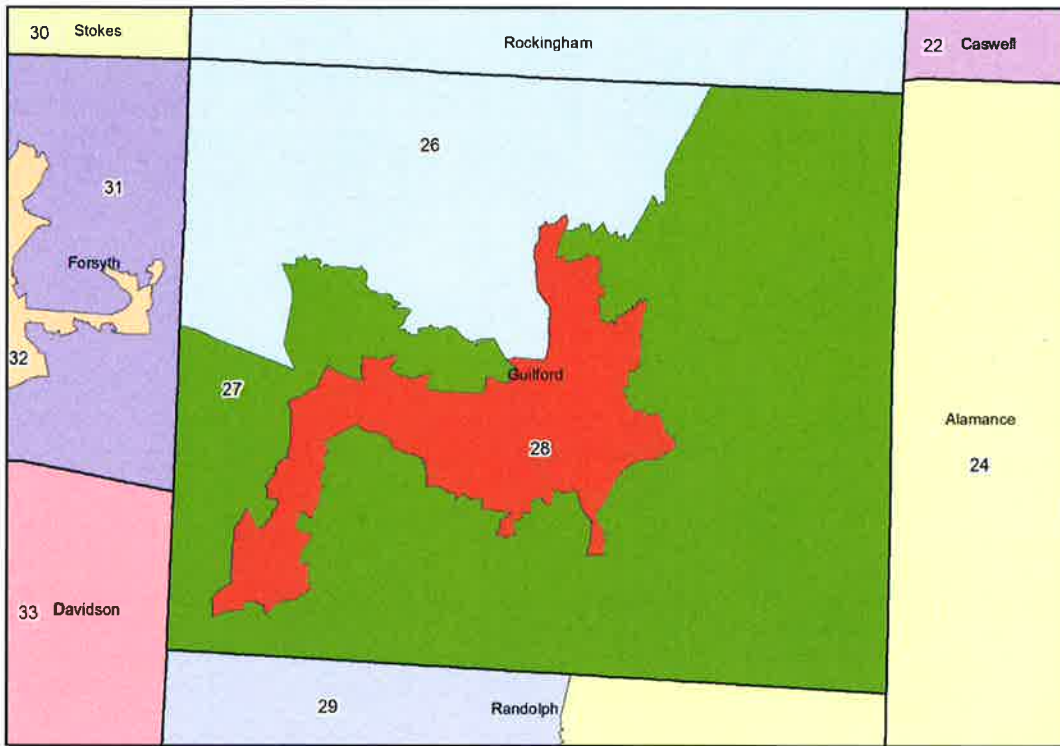 30 Stokes
Rockingham
22 Caswell
26
31
Forsyth
32
27
Guilford
28
Alamance
24
33 Davidson
29
Randolph